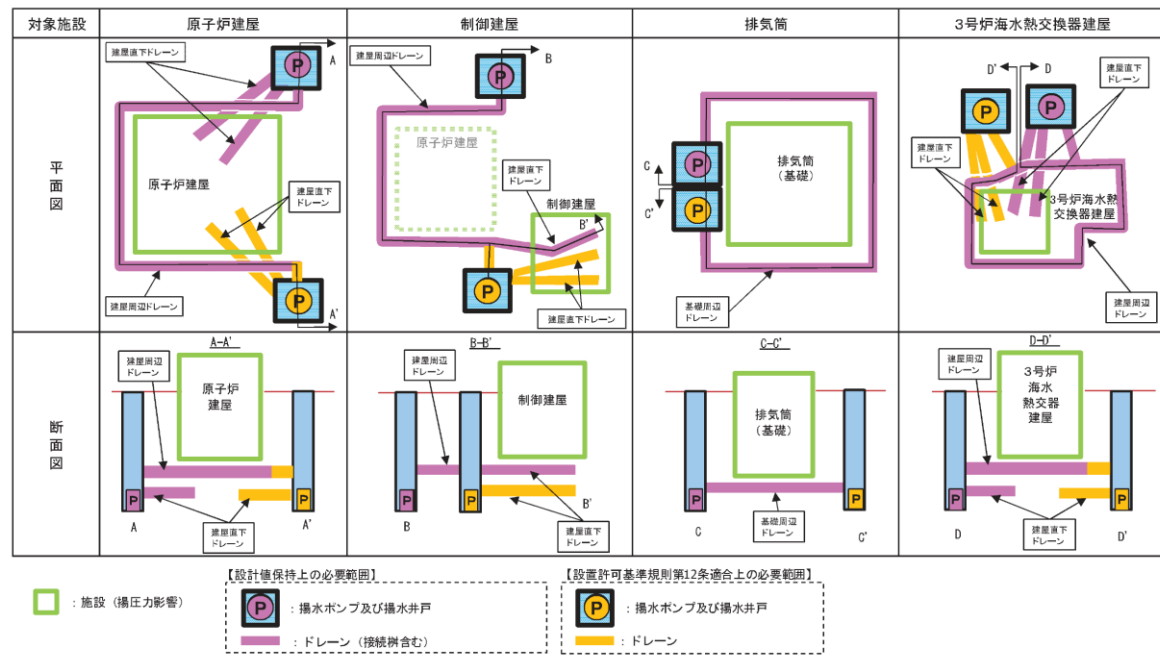 対象施設
原子炉建屋
制御建屋
排気筒
3号炉海水熱交換器建屋
平面図
建屋直下ドレーン
P
A
原子炉建屋
建屋直下
ドレーン
建屋周辺ドレーン
P
A'
建屋周辺ドレーン
P
B
原子炉建屋
建屋直下
ドレーン
制御建屋
B'
P
建屋直下ドレーン
C
P
C'
P
排気筒
(基礎)
基礎周辺
ドレーン
D'
D
建屋直下
ドレーン
P
P
建屋直下
ドレーン
3号炉海水熱
交換器建屋
建屋周辺
ドレーン
断面図
A-A'
建屋周辺
ドレーン
原子炉
建屋
P
P
A
建屋直下
ドレーン
A'
B-B'
建屋周辺
ドレーン
制御建屋
P
P
B
B'
建屋直下
ドレーン
C-C'
排気筒
(基礎)
P
P
C
基礎周辺
ドレーン
C'
D-D'
建屋周辺
ドレーン
3号炉
海水
熱交器
建屋
P
P
D
建屋直下
ドレーン
D'
:施設(揚圧力影響)
【設計値保持上の必要範囲】
P
:揚水ポンプ及び揚水井戸
:ドレーン(接続桝含む)
【設置許可基準規則第12条適合上の必要範囲】
P
:揚水ポンプ及び揚水井戸
:ドレーン